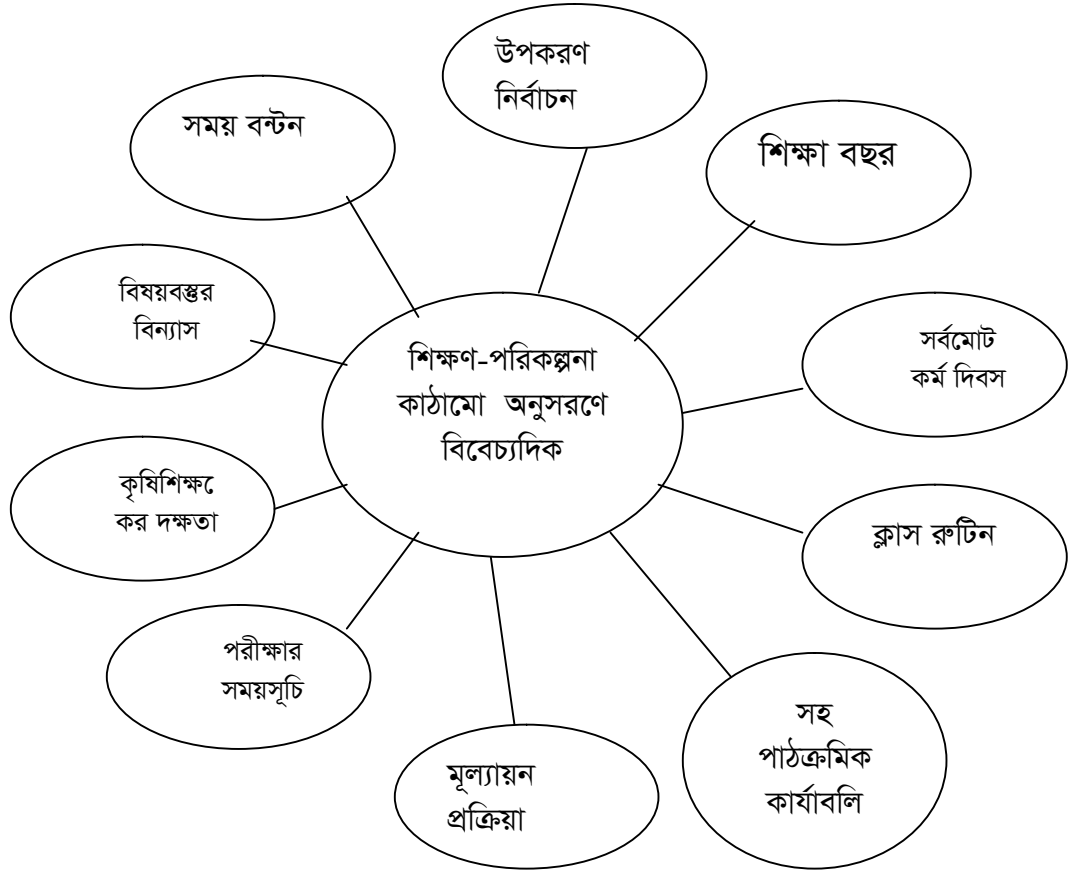 উপকরণ
নির্বাচন
সময় বন্টন
শিক্ষা বছর
বিষয়বস্তুর
বিন্যাস
সর্বমোট
কর্ম দিবস
শিক্ষণ-পরিকল্পনা
কাঠামো অনুসরণে
বিবেচ্যদিক
কৃষিশিক্ষে
কর দক্ষতা
ক্লাস রুটিন
পরীক্ষার
সময়সূচি
সহ
পাঠক্রমিক
কার্যাবলি
মূল্যায়ন
প্রক্রিয়া